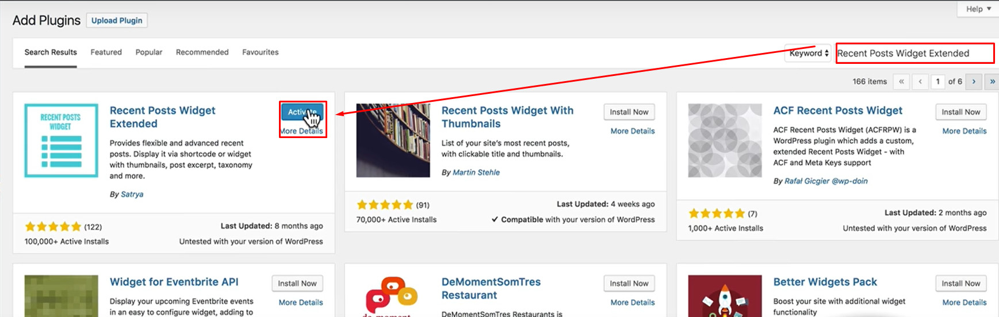 Help
Add Plugins Upload Plugin
Search Results Featured Popular Recommended Favourites
Keyword Recent Posts Widget Extended
166 items « ‹ 1 of 6 › »
RECENT POSTS
WIDGET
Recent Posts Widget
Extended
Activate
More Details
Provides flexible and advanced recent
posts. Display it via shortcode or widget
with thumbnails, post excerpt, taxonomy
and more.
By Satrya
(122)
Last Updated: 8 months ago
100,000+ Active Installs
Untested with your version of WordPress
Recent Posts Widget With
Thumbnails
Install Now
More Details
List of your site's most recent posts,
with clickable title and thumbnails.
By Martin Stehle
(91)
Last Updated: 4 weeks ago
70,000+ Active Installs
✓ Compatible with your version of WordPress
ACF Recent Posts Widget
Install Now
More Details
ACF Recent Posts Widget (ACFRPW) is a
WordPress plugin which adds a custom,
extended Recent Posts Widget - with
ACF and Meta Keys support
By Rafał Gicgier @wp-doin
(7)
Last Updated: 2 months ago
1,000+ Active Installs
Untested with your version of WordPress
Widget for Eventbrite API
Install Now
More Details
Display your upcoming Eventbrite events
in an easy to configure widget, adding to
de moment
DeMomentSomTres
Restaurant
Install Now
More Details
DeMomentSomTres Restaurants is
Better Widgets Pack
Install Now
More Details
Boost your site with additional widget
functionality